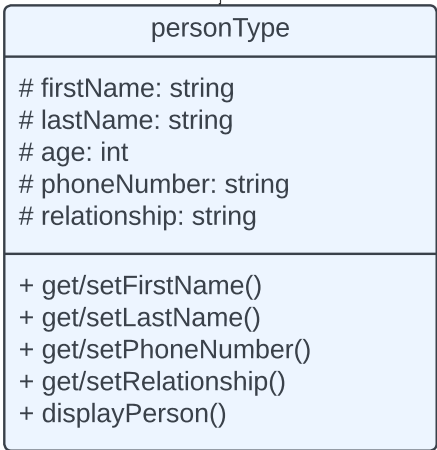 personType
# firstName: string
# lastName: string
# age: int
# phoneNumber: string
# relationship: string
+ get/setFirstName()
+ get/setLastName()
+ get/setPhoneNumber()
+ get/setRelationship()
+ displayPerson()